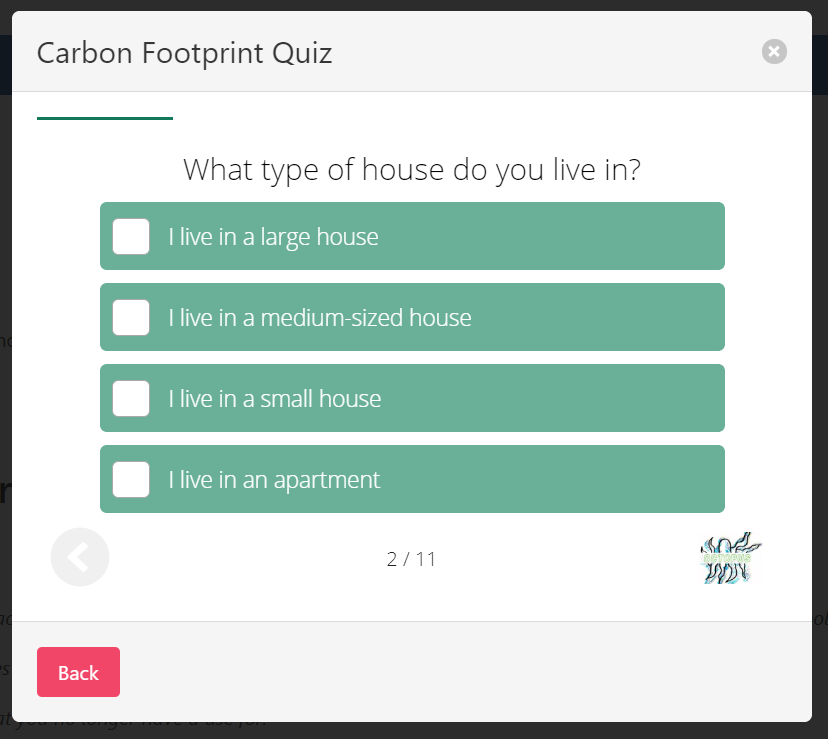 Carbon Footprint Quiz
What type of house do you live in?
I live in a large house
I live in a medium-sized house
I live in a small house
I live in an apartment
2 / 11
OCTOPUS
Back